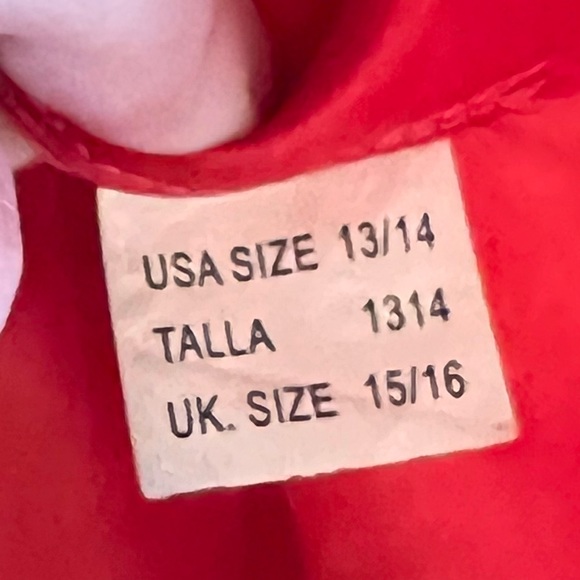 USA SIZE 13/14
TALLA 1314
UK. SIZE 15/16